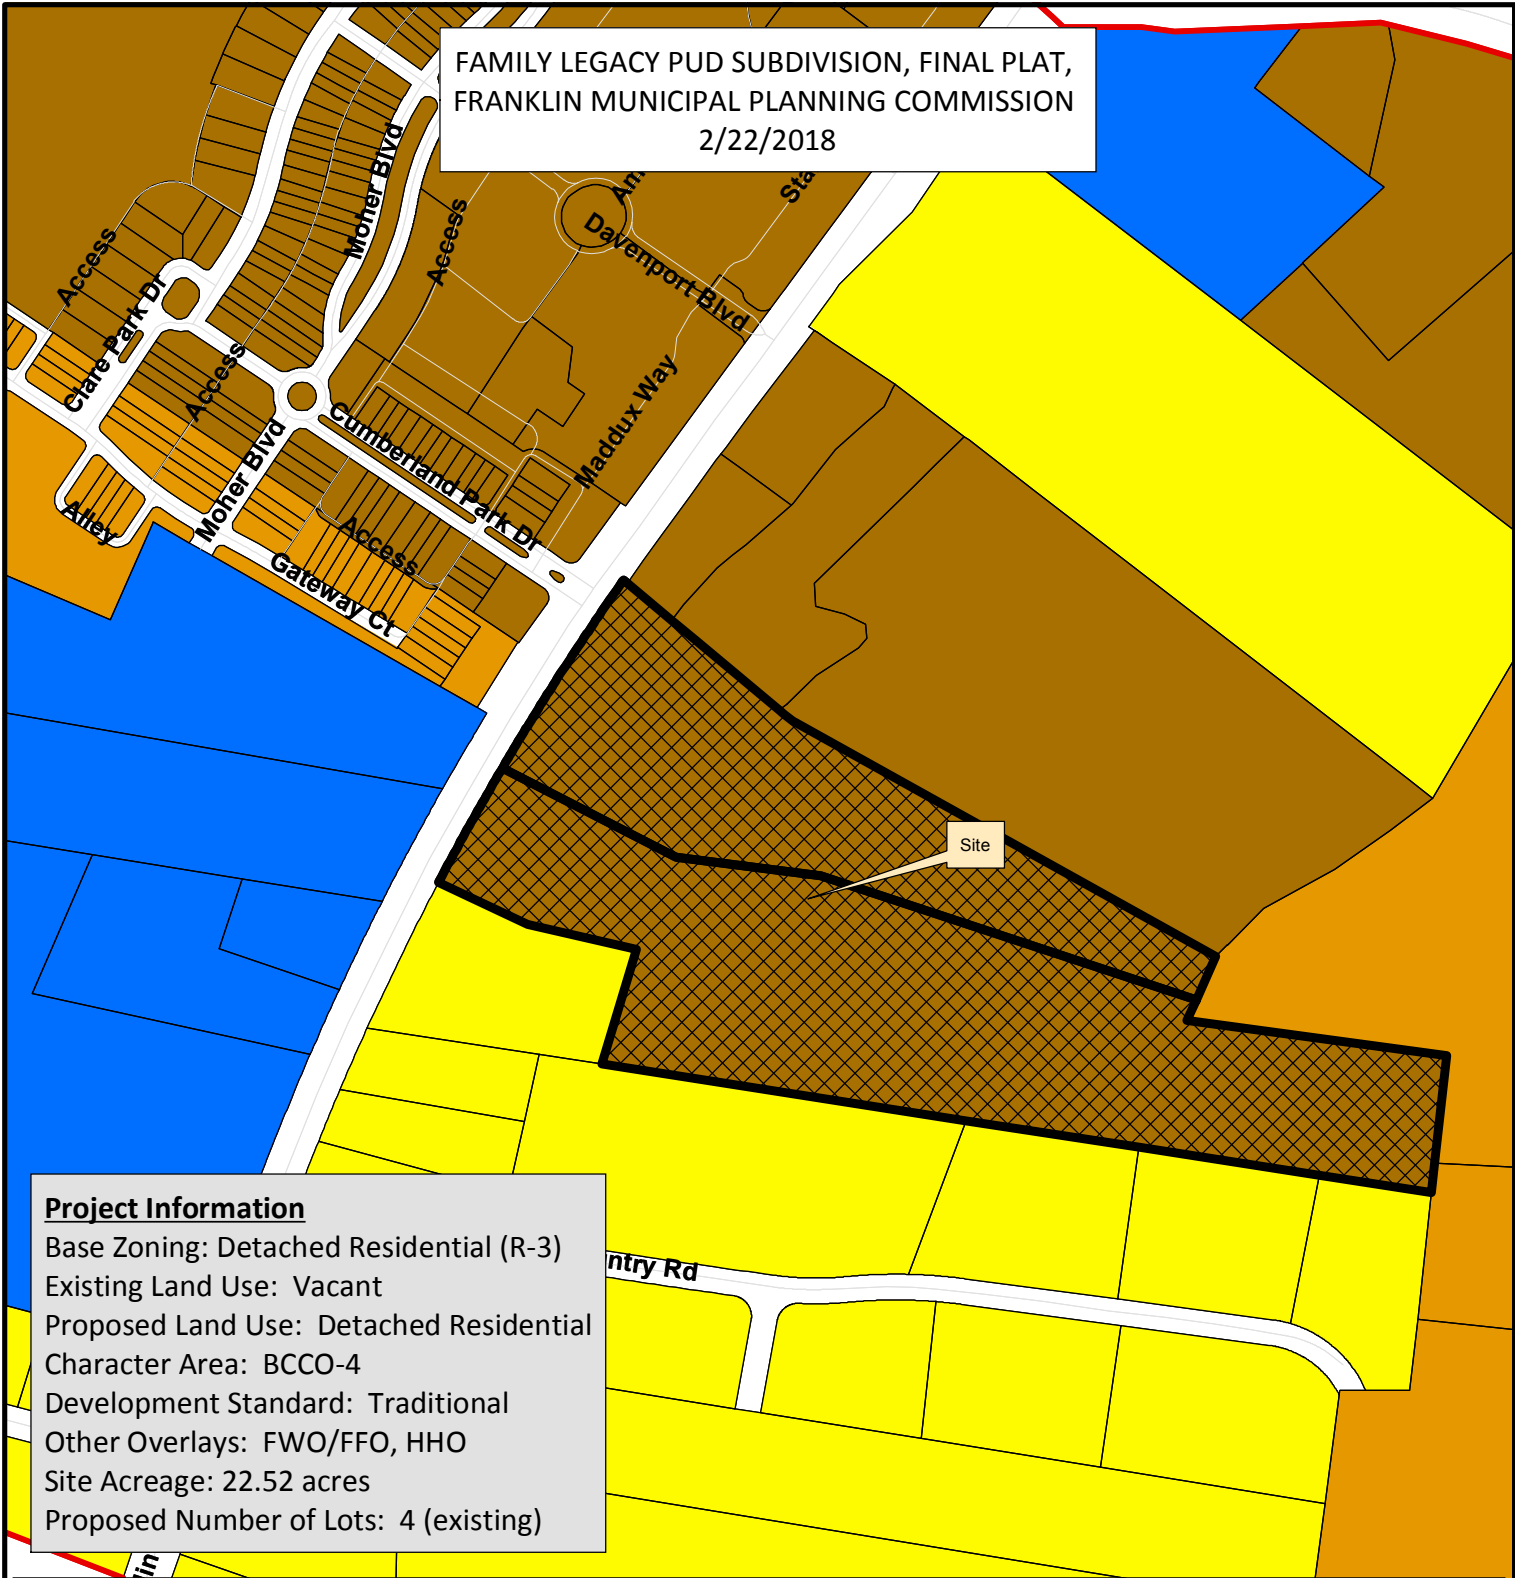 FAMILY LEGACY PUD SUBDIVISION, FINAL PLAT,
FRANKLIN MUNICIPAL PLANNING COMMISSION
2/22/2018
Moher Blvd
Access
Access
Davenport Blvd
Clare Park Dr
Access
Maddux Way
Cumberland Park Dr
Moher Blvd
Alley
Access
Gateway Ct
Site
Project Information
Base Zoning: Detached Residential (R-3)
Existing Land Use: Vacant
Proposed Land Use: Detached Residential
Character Area: BCCO-4
Development Standard: Traditional
Other Overlays: FWO/FFO, HHO
Site Acreage: 22.52 acres
Proposed Number of Lots: 4 (existing)
ntry Rd